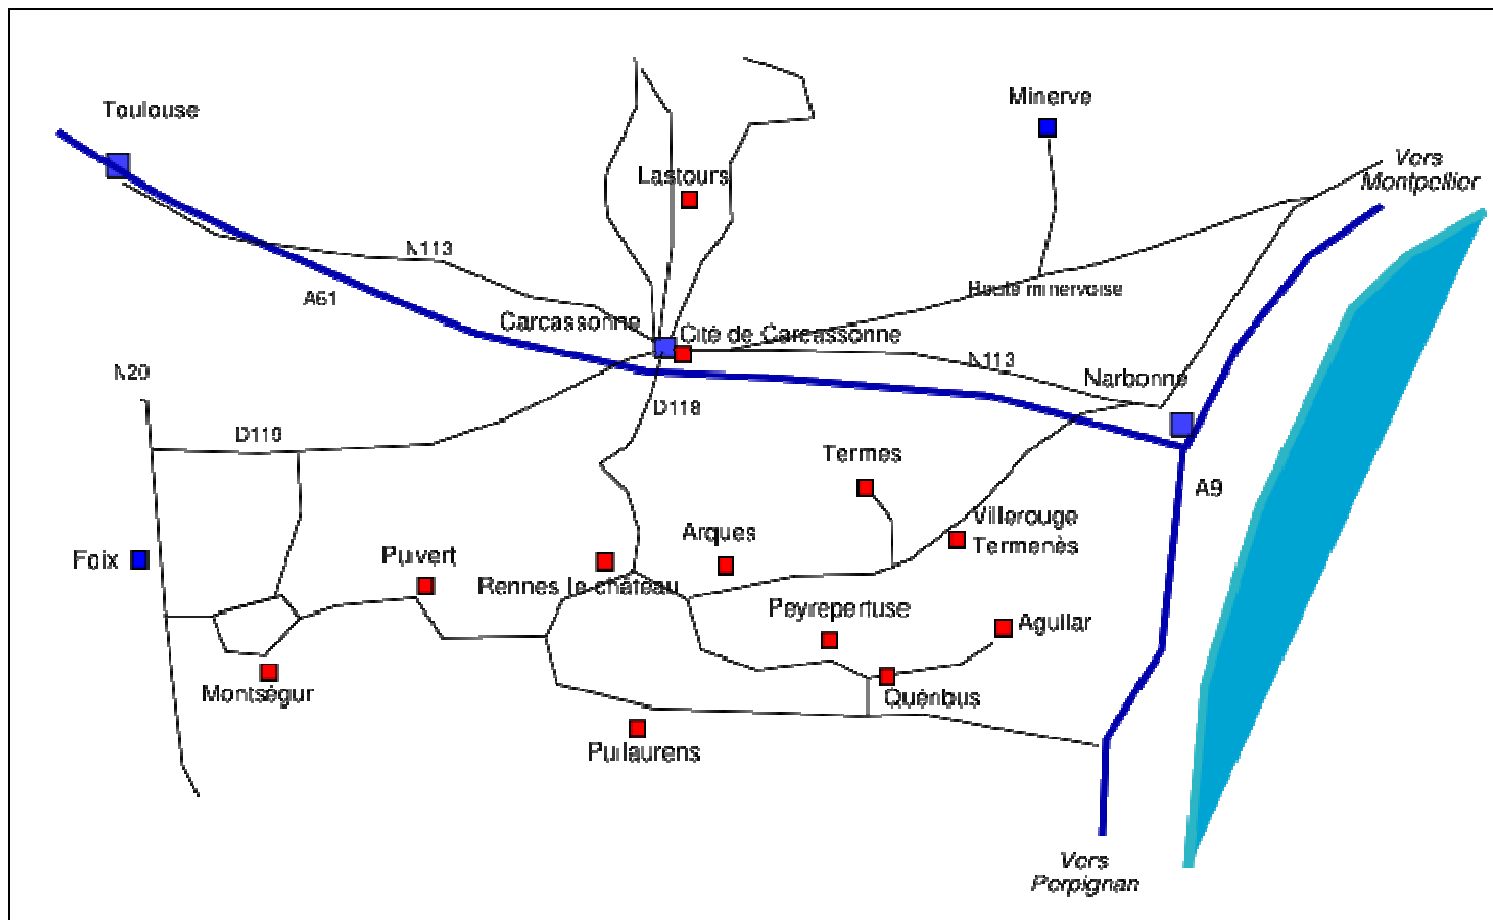 Toulouse
Minerve
Vers
Montpellier
Lastours
N113
A61
Route minervoise
Carcassonne
Cité de Carcassonne
N113
N20
Narbonne
D118
D119
Termes
A9
Villerouge
Termenès
Arques
Foix
Puivert
Rennes le château
Peyrepertuse
Aguilar
Montségur
Quéribus
Puilaurens
Vers
Perpignan